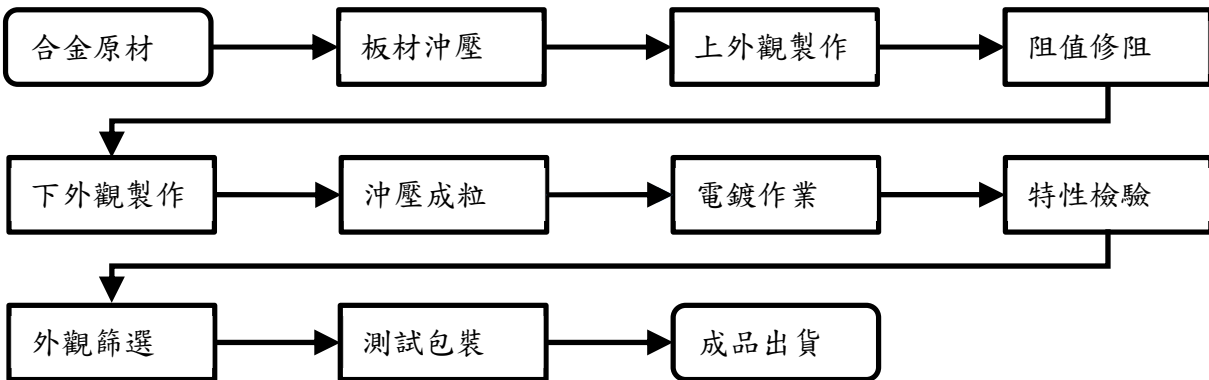 合金原材
板材沖壓
上外觀製作
阻值修阻
下外觀製作
沖壓成粒
電鍍作業
特性檢驗
外觀篩選
測試包裝
成品出貨